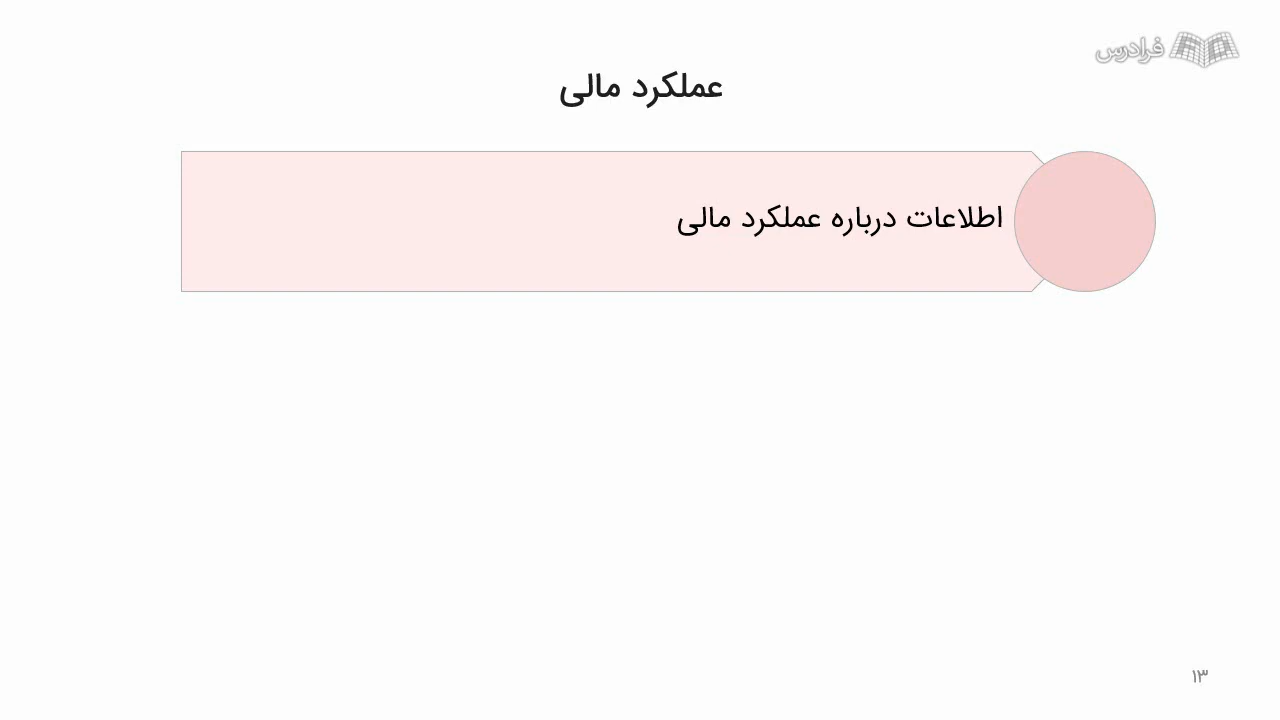 فرادرس
عملکرد مالی
اطلاعات درباره عملکرد مالی
۱۳